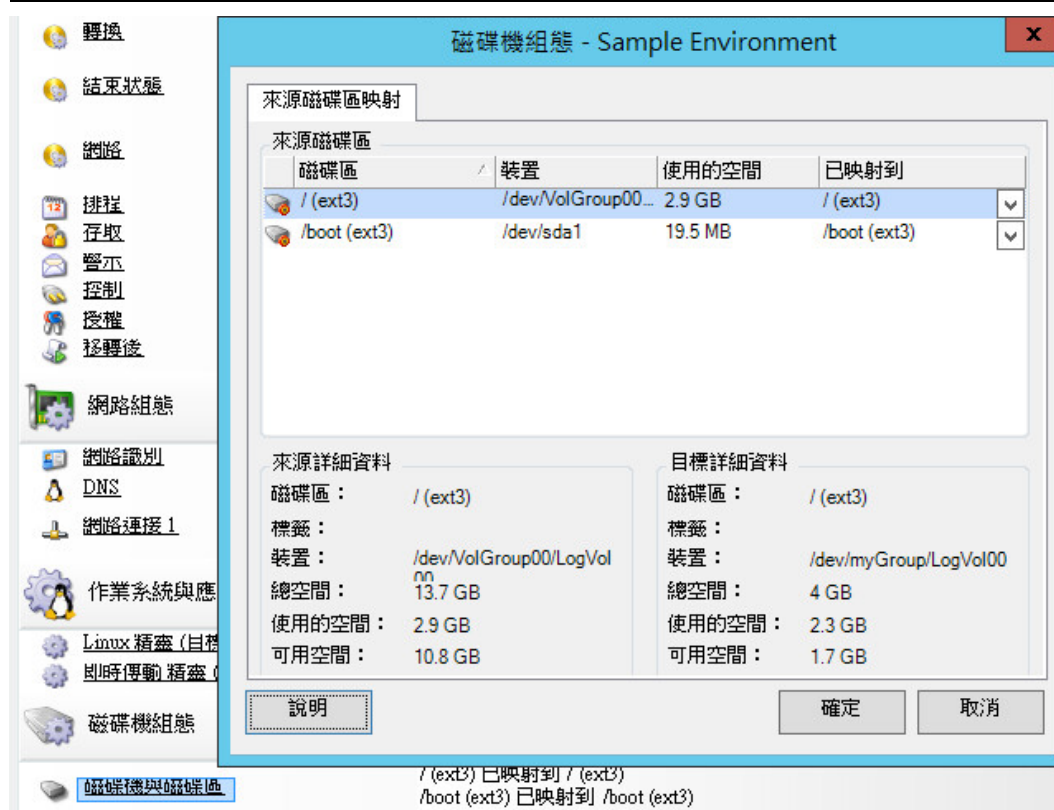 轉換
結束狀態
網路
排程
存取
警示
控制
授權
移轉後
網路組態
網路識別
DNS
網路連接 1
作業系統與應
Linux 精靈 (目標
即時傳輸 精靈 (
磁碟機組態
磁碟機與磁碟區
磁碟機組態 - Sample Environment
x
來源磁碟區映射
來源磁碟區
磁碟區 裝置 使用的空間 已映射到
/ (ext3) /dev/VolGroup00... 2.9 GB / (ext3)
/boot (ext3) /dev/sda1 19.5 MB /boot (ext3)
來源詳細資料
磁碟區： / (ext3)
標籤：
裝置： /dev/VolGroup00/LogVol
00
總空間： 13.7 GB
使用的空間： 2.9 GB
可用空間： 10.8 GB
目標詳細資料
磁碟區： / (ext3)
標籤：
裝置： /dev/myGroup/LogVol00
總空間： 4 GB
使用的空間： 2.3 GB
可用空間： 1.7 GB
說明 確定 取消
/ (ext3) 已映射到 / (ext3)
/boot (ext3) 已映射到 /boot (ext3)